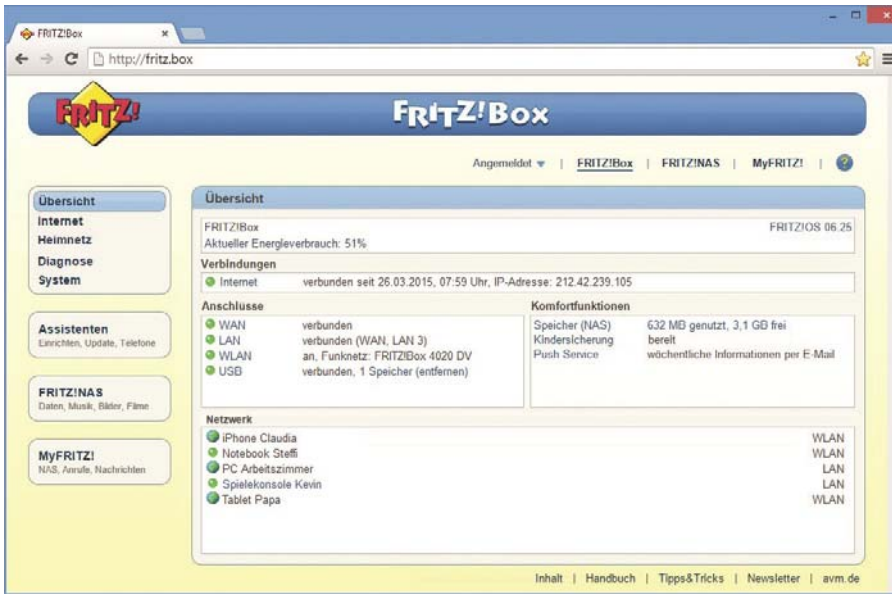 FRITZ!Box
http://fritz.box
FRITZ!
FRITZ!Box
Angemeldet | FRITZ!Box | FRITZ!NAS | MyFRITZ! | ?
Übersicht
Internet
Heimnetz
Diagnose
System
Assistenten
Einrichten, Update, Telefone
FRITZ!NAS
Daten, Musik, Bilder, Filme
MyFRITZ!
NAS, Anrufe, Nachrichten
Übersicht
FRITZ!Box FRITZ!OS 06.25
Aktueller Energieverbrauch: 51%
Verbindungen
Internet verbunden seit 26.03.2015, 07:59 Uhr, IP-Adresse: 212.42.239.105
Anschlüsse
WAN verbunden
LAN verbunden (WAN, LAN 3)
WLAN an, Funknetz: FRITZ!Box 4020 DV
USB verbunden, 1 Speicher (entfernen)
Komfortfunktionen
Speicher (NAS) 632 MB genutzt, 3,1 GB frei
Kindersicherung bereit
Push Service wöchentliche Informationen per E-Mail
Netzwerk
iPhone Claudia WLAN
Notebook Steffi WLAN
PC Arbeitszimmer LAN
Spielekonsole Kevin LAN
Tablet Papa WLAN
Inhalt | Handbuch | Tipps&Tricks | Newsletter | avm.de